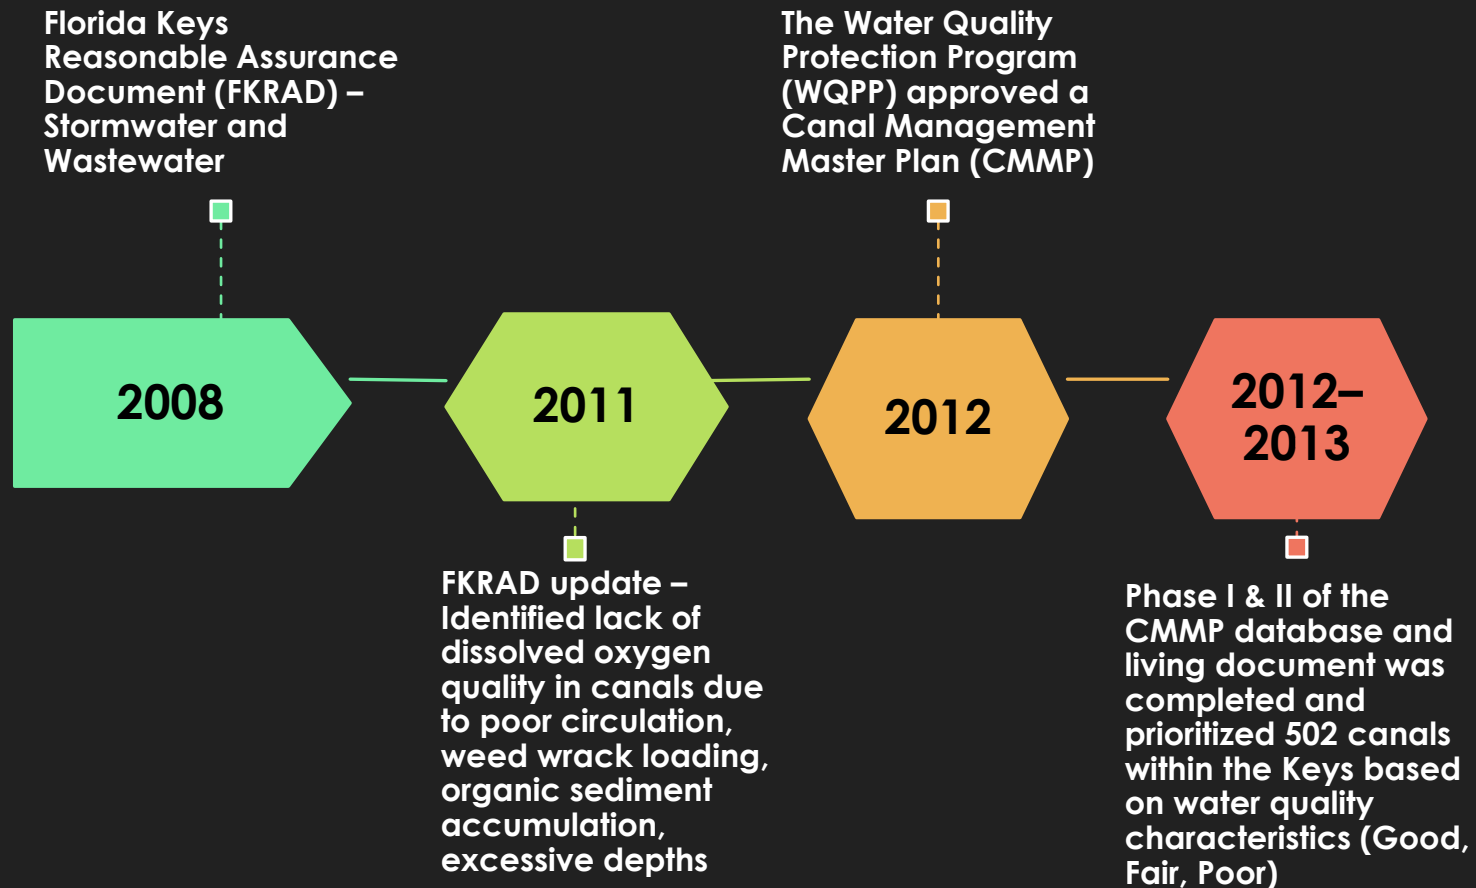 Florida Keys
Reasonable Assurance
Document (FKRAD) –
Stormwater and
Wastewater
The Water Quality
Protection Program
(WQPP) approved a
Canal Management
Master Plan (CMMP)
2008
2011
2012
2012–
2013
FKRAD update –
Identified lack of
dissolved oxygen
quality in canals due
to poor circulation,
weed wrack loading,
organic sediment
accumulation,
excessive depths
Phase I & II of the
CMMP database and
living document was
completed and
prioritized 502 canals
within the Keys based
on water quality
characteristics (Good,
Fair, Poor)